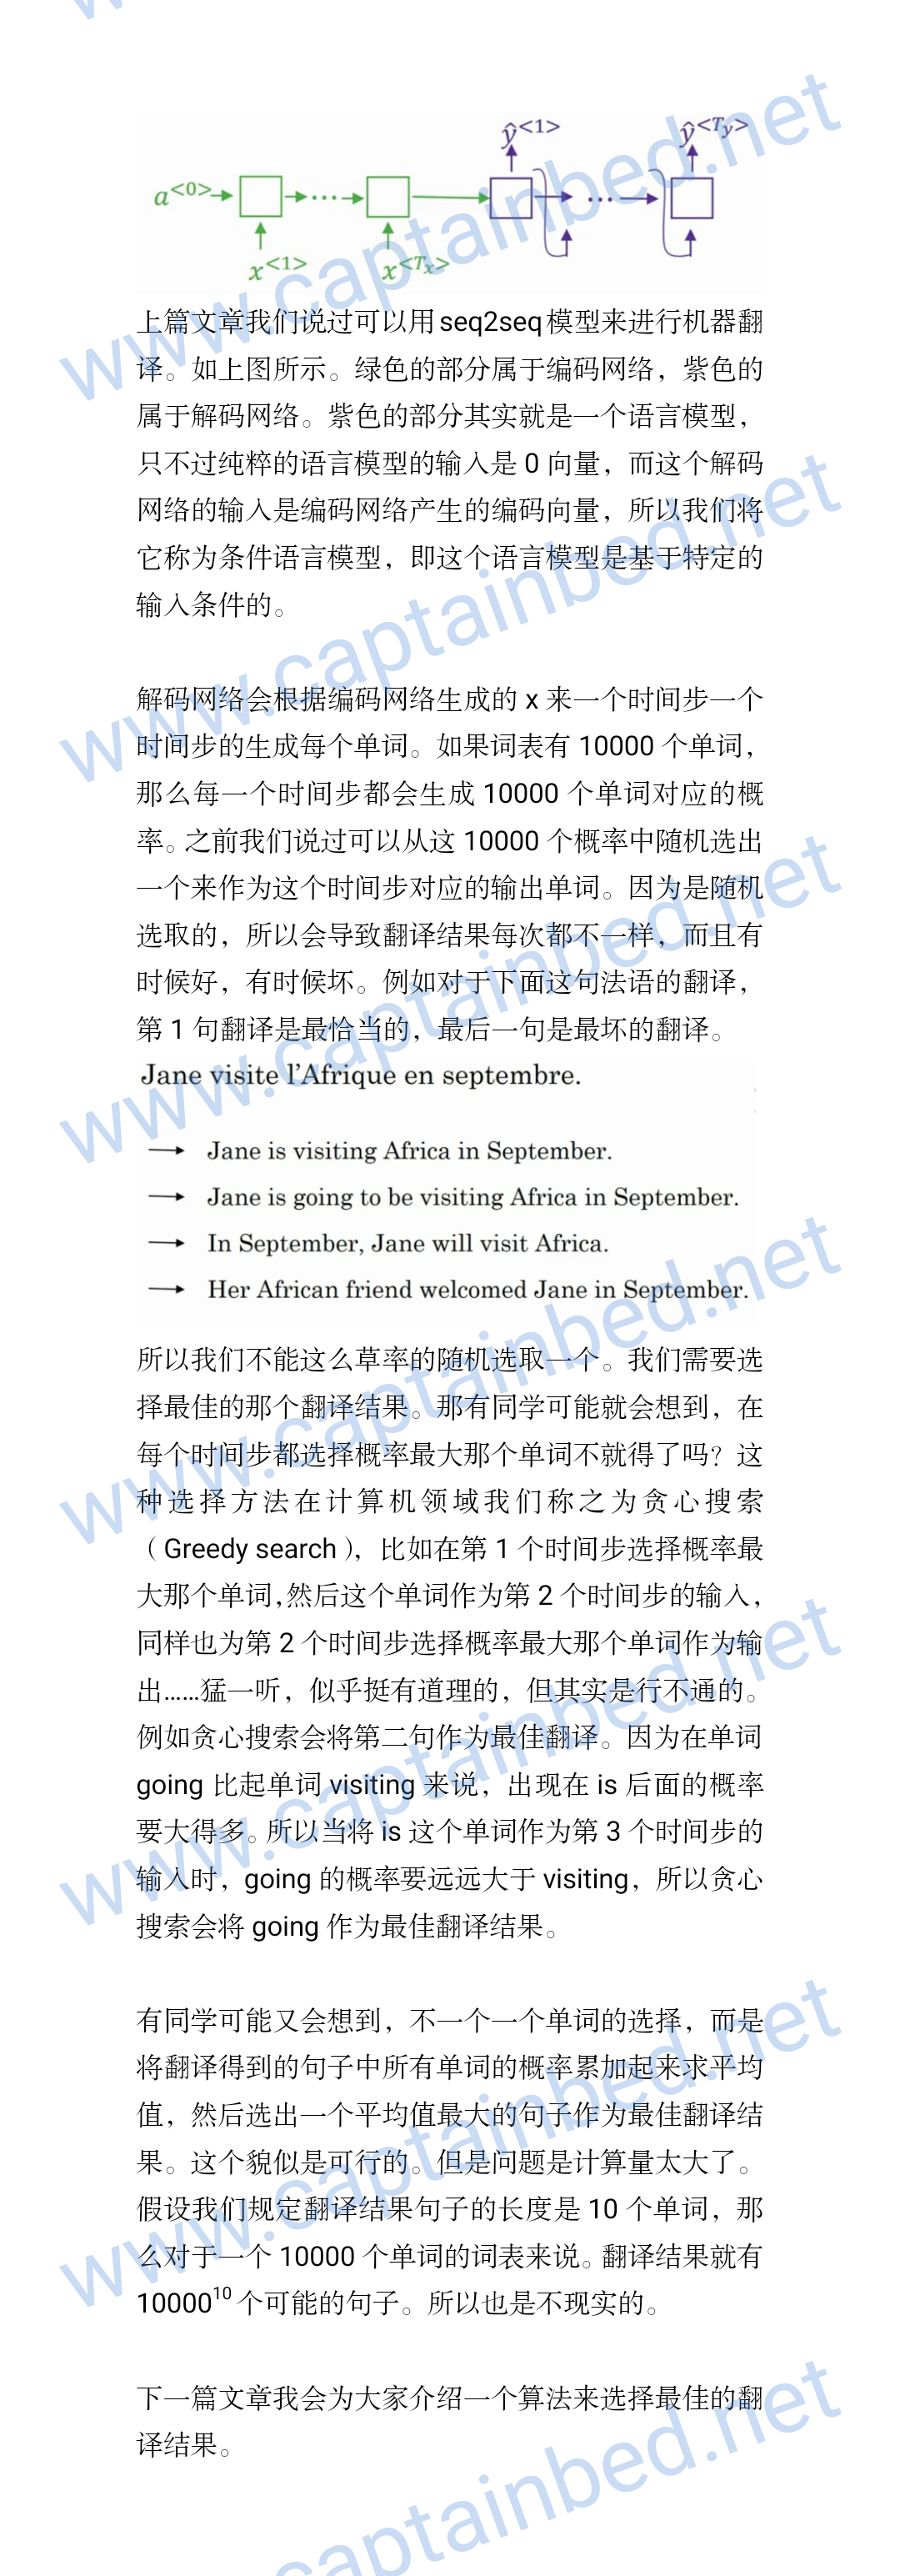 ŷ<1> ŷ<Ty>
a<0> ... ...
x<1> x<Tx>
上篇文章我们说过可以用seq2seq模型来进行机器翻
译。如上图所示。绿色的部分属于编码网络，紫色的
属于解码网络。紫色的部分其实就是一个语言模型，
只不过纯粹的语言模型的输入是 0 向量，而这个解码
网络的输入是编码网络产生的编码向量，所以我们将
它称为条件语言模型，即这个语言模型是基于特定的
输入条件的。
解码网络会根据编码网络生成的 x 来一个时间步一个
时间步的生成每个单词。如果词表有 10000 个单词，
那么每一个时间步都会生成 10000 个单词对应的概
率。之前我们说过可以从这 10000 个概率中随机选出
一个来作为这个时间步对应的输出单词。因为是随机
选取的，所以会导致翻译结果每次都不一样，而且有
时候好，有时候坏。例如对于下面这句法语的翻译，
第 1 句翻译是最恰当的，最后一句是最坏的翻译。
Jane visite l’Afrique en septembre.
→ Jane is visiting Africa in September.
→ Jane is going to be visiting Africa in September.
→ In September, Jane will visit Africa.
→ Her African friend welcomed Jane in September.
所以我们不能这么草率的随机选取一个。我们需要选
择最佳的那个翻译结果。那有同学可能就会想到，在
每个时间步都选择概率最大那个单词不就得了吗？这
种选择方法在计算机领域我们称之为贪心搜索
（Greedy search），比如在第 1 个时间步选择概率最
大那个单词，然后这个单词作为第 2 个时间步的输入，
同样也为第 2 个时间步选择概率最大那个单词作为输
出……猛一听，似乎挺有道理的，但其实是行不通的。
例如贪心搜索会将第二句作为最佳翻译。因为在单词
going 比起单词 visiting 来说，出现在 is 后面的概率
要大得多。所以当将 is 这个单词作为第 3 个时间步的
输入时，going 的概率要远远大于 visiting，所以贪心
搜索会将 going 作为最佳翻译结果。
有同学可能又会想到，不一个一个单词的选择，而是
将翻译得到的句子中所有单词的概率累加起来求平均
值，然后选出一个平均值最大的句子作为最佳翻译结
果。这个貌似是可行的。但是问题是计算量太大了。
假设我们规定翻译结果句子的长度是 10 个单词，那
么对于一个 10000 个单词的词表来说。翻译结果就有
10000¹⁰ 个可能的句子。所以也是不现实的。
下一篇文章我会为大家介绍一个算法来选择最佳的翻
译结果。
www.captainbed.net
www.captainbed.net
www.captainbed.net
www.captainbed.net
www.captainbed.net
www.captainbed.net
captainbed.net